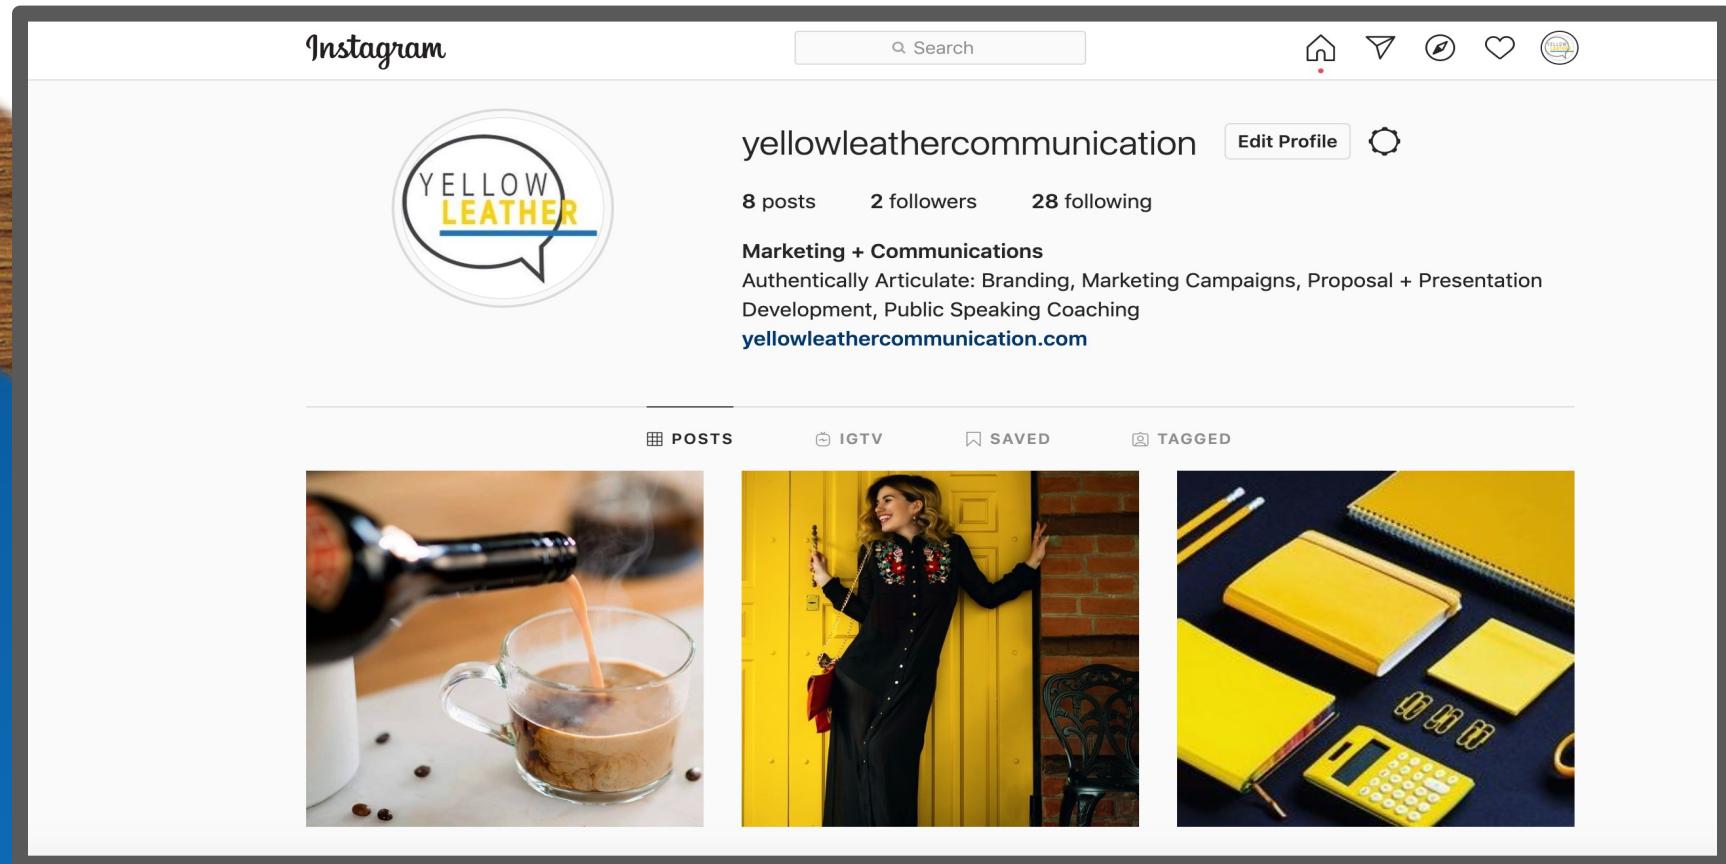 Instagram
Search
YELLOW
LEATHER
yellowleathercommunication Edit Profile
8 posts 2 followers 28 following
Marketing + Communications
Authentically Articulate: Branding, Marketing Campaigns, Proposal + Presentation
Development, Public Speaking Coaching
yellowleathercommunication.com
POSTS IGTV SAVED TAGGED